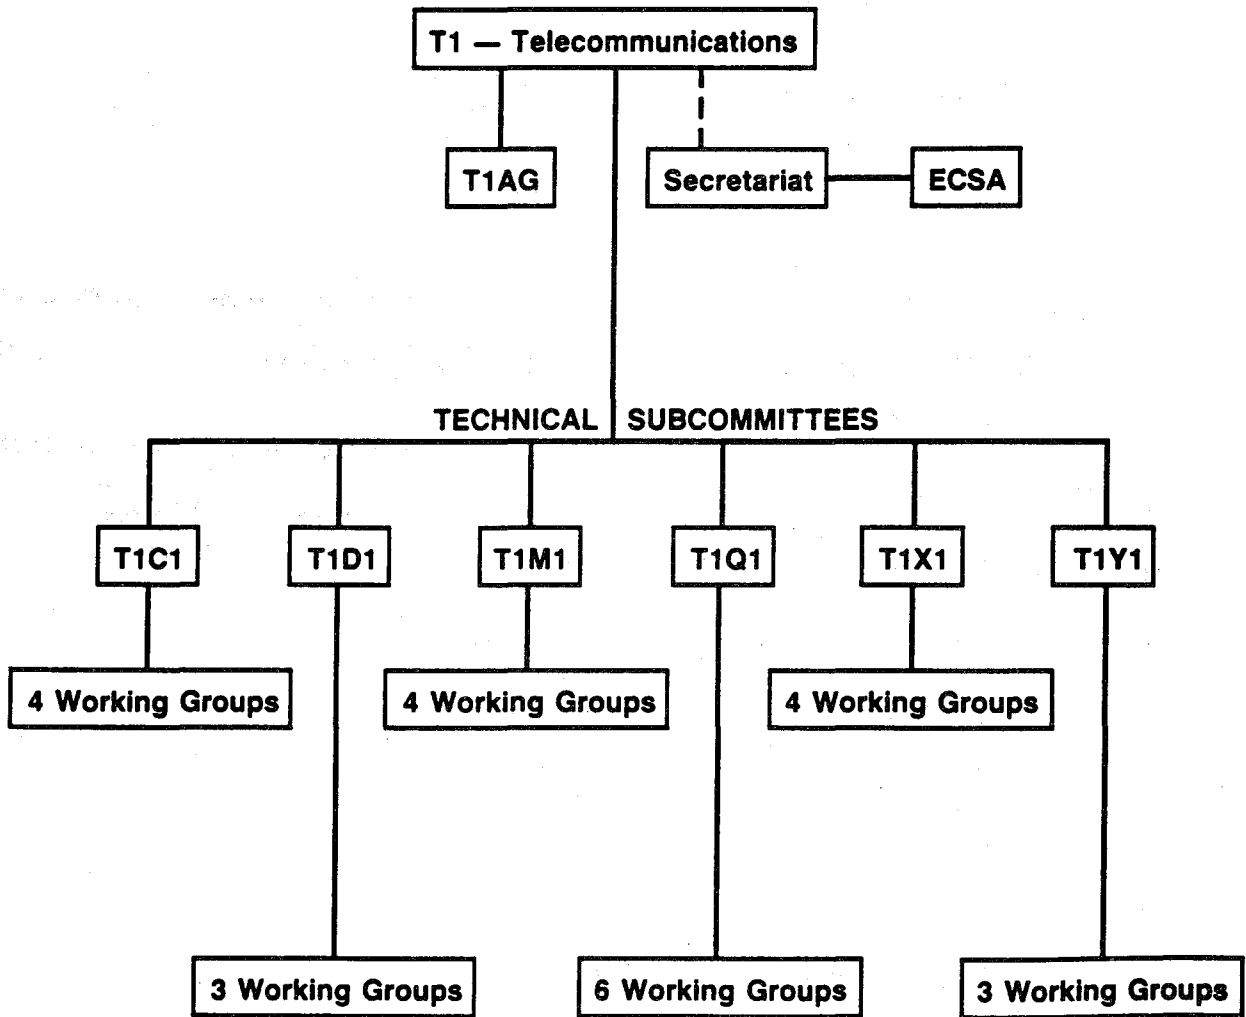 T1 — Telecommunications
T1AG
Secretariat
ECSA
TECHNICAL SUBCOMMITTEES
T1C1
T1D1
T1M1
T1Q1
T1X1
T1Y1
4 Working Groups
4 Working Groups
4 Working Groups
3 Working Groups
6 Working Groups
3 Working Groups